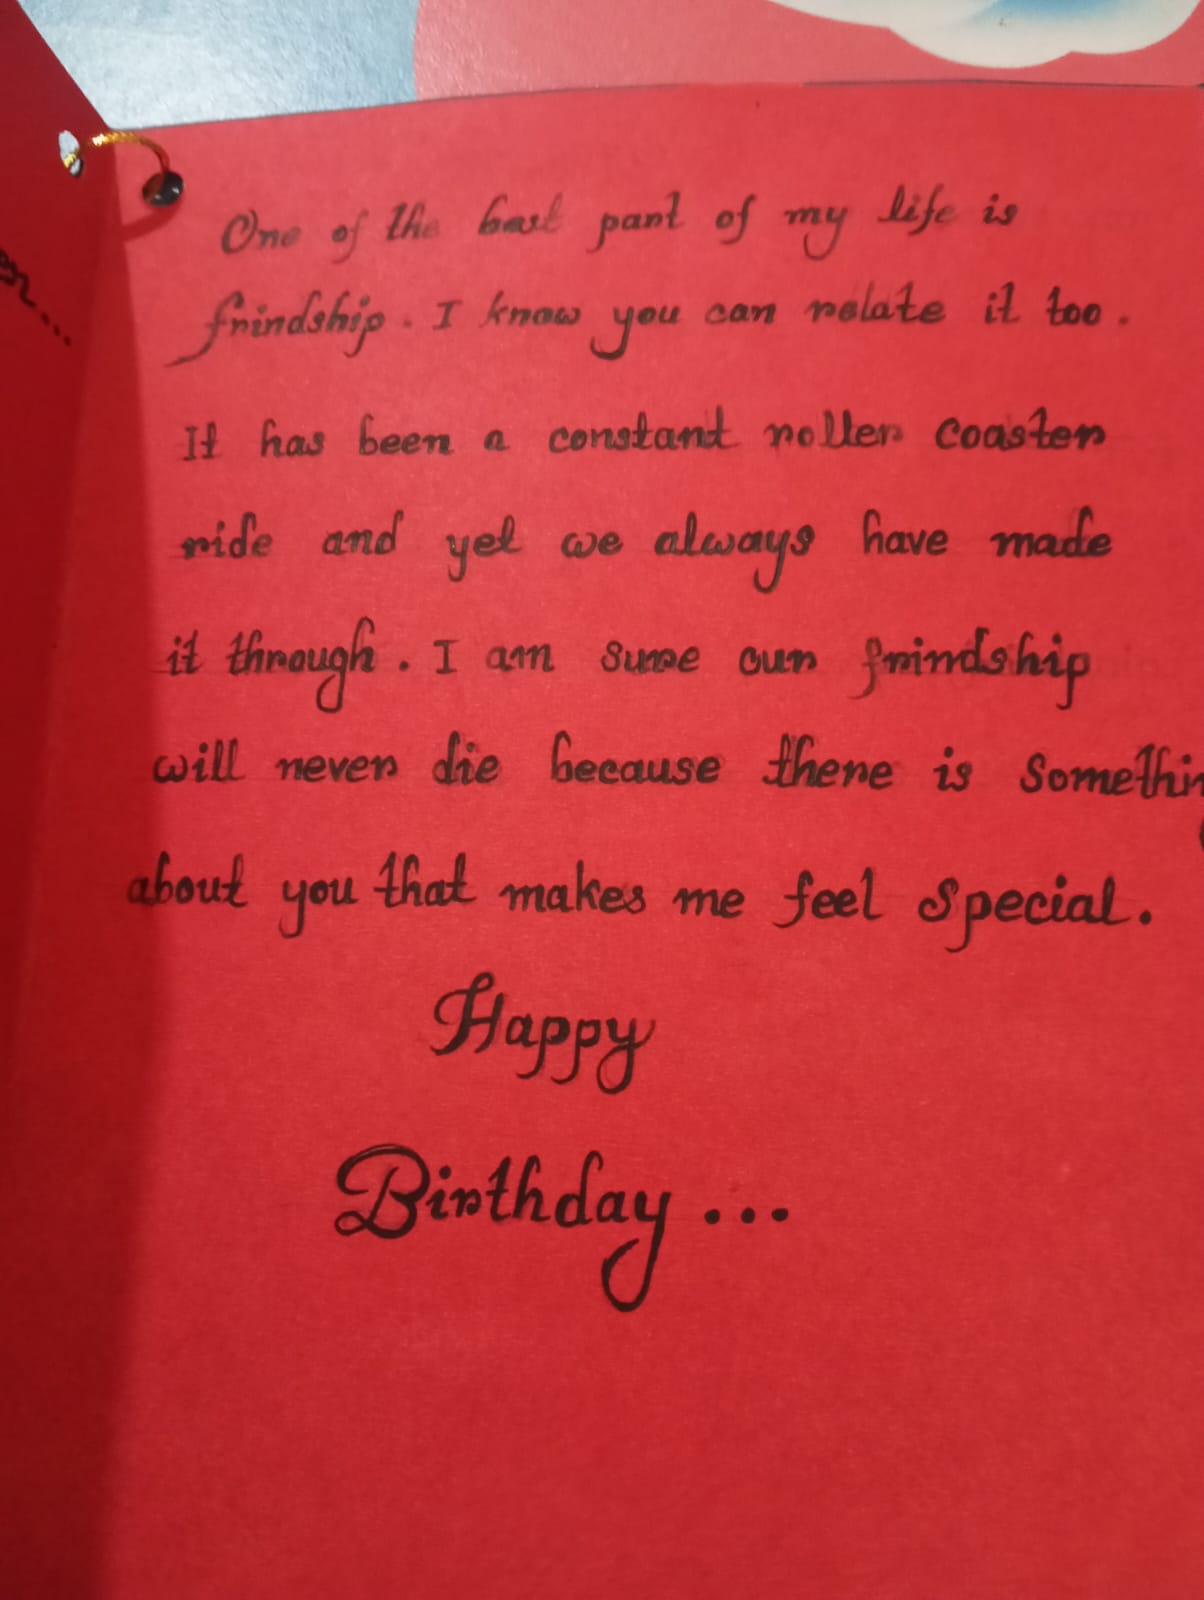 One of the best part of my life is
frindship. I know you can relate it too.
It has been a constant roller coaster
ride and yet we always have made
it through. I am sure our frindship
will never die because there is somethin
about you that makes me feel special.
Happy
Birthday...